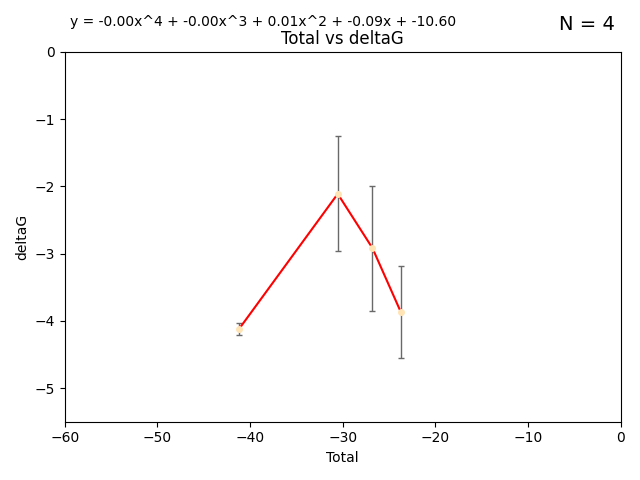 y = -0.00x^4 + -0.00x^3 + 0.01x^2 + -0.09x + -10.60
N = 4
Total vs deltaG
0
−1
−2
−3
−4
−5
deltaG
−60 −50 −40 −30 −20 −10 0
Total